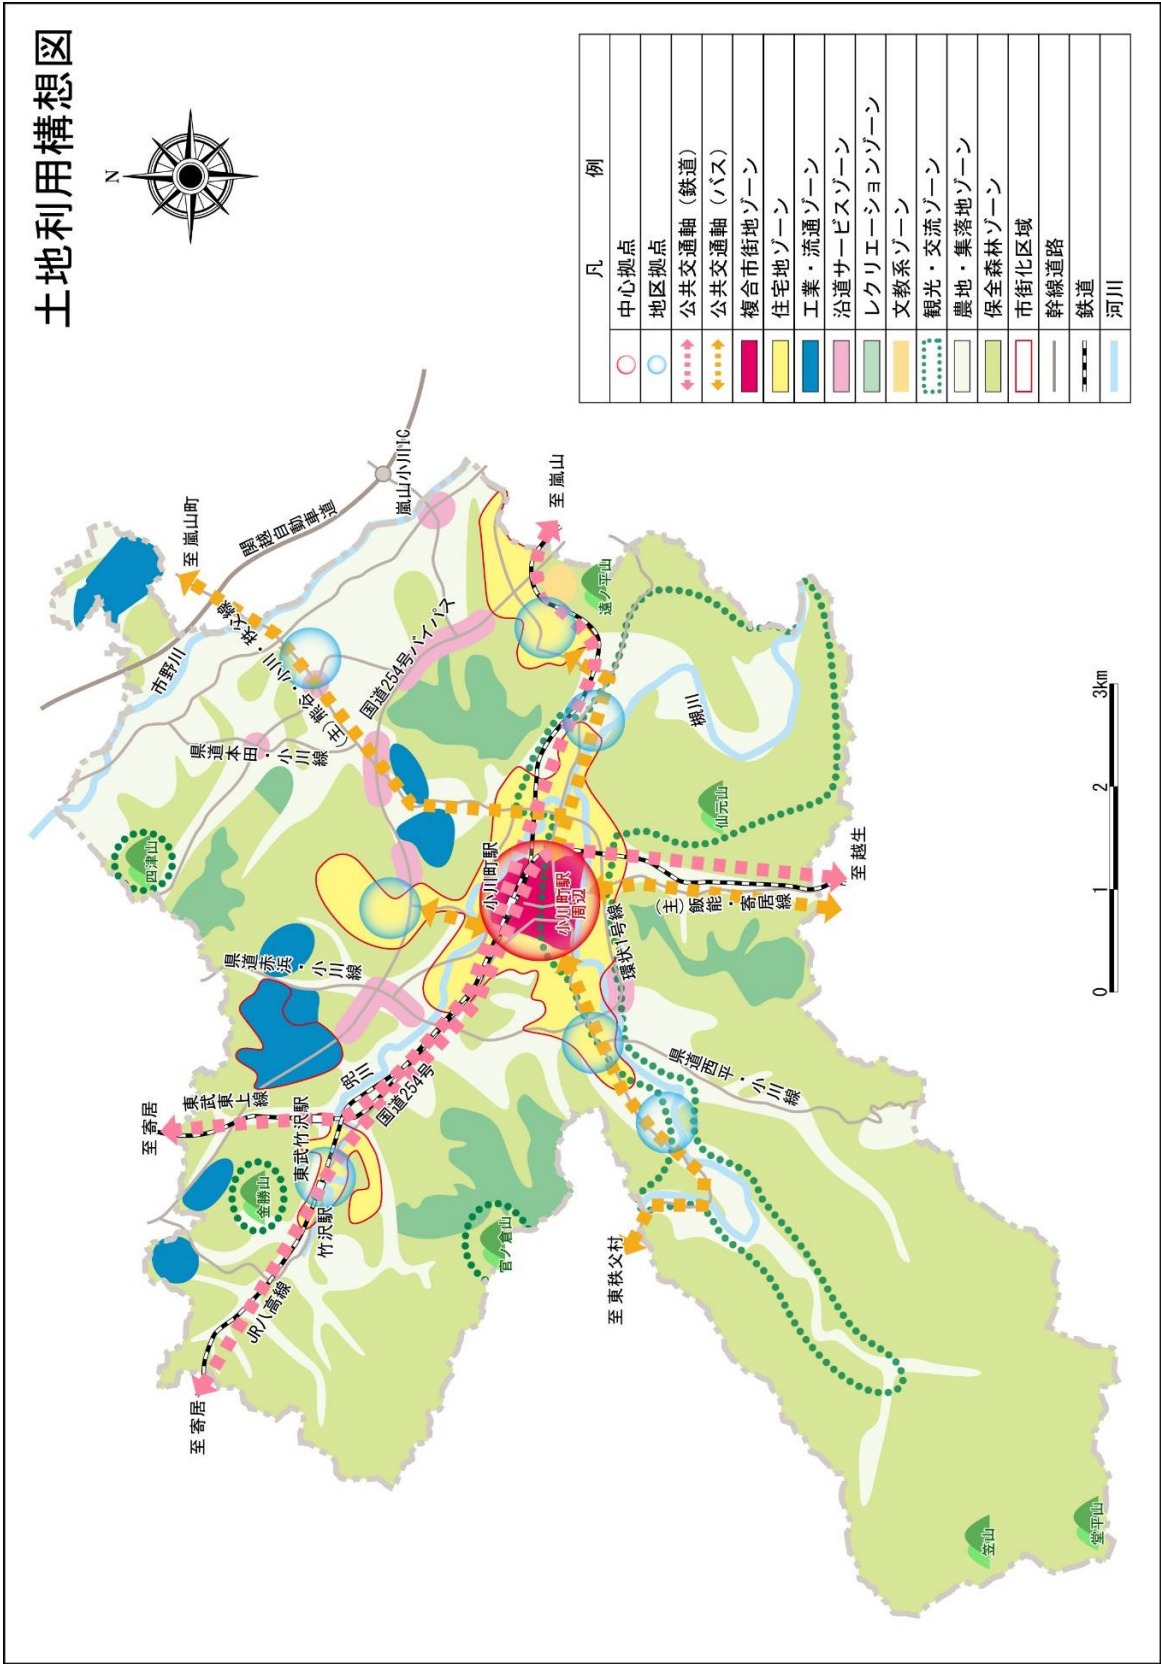 土地利用構想図
N
凡 例
中心拠点
地区拠点
公共交通軸（鉄道）
公共交通軸（バス）
複合市街地ゾーン
住宅地ゾーン
工業・流通ゾーン
沿道サービスゾーン
レクリエーションゾーン
文教系ゾーン
観光・交流ゾーン
農地・集落地ゾーン
保全森林ゾーン
市街化区域
幹線道路
鉄道
河川
至嵐山町
関越自動車道
嵐山小川IC
市野川
(主)熊谷・小川・秩父線
国道254号バイパス
県道本田・小川線
四津山
至嵐山
遠ノ平山
槻川
仙元山
小川町駅
小川町駅
周辺
環状1号線
至越生
(主)飯能・寄居線
県道赤浜・小川線
東武東上線
至寄居
兜川
国道254号
東武竹沢駅
竹沢駅
金勝山
JR八高線
至寄居
官ノ倉山
県道西平・小川線
至東秩父村
笠山
堂平山
0 1 2 3km